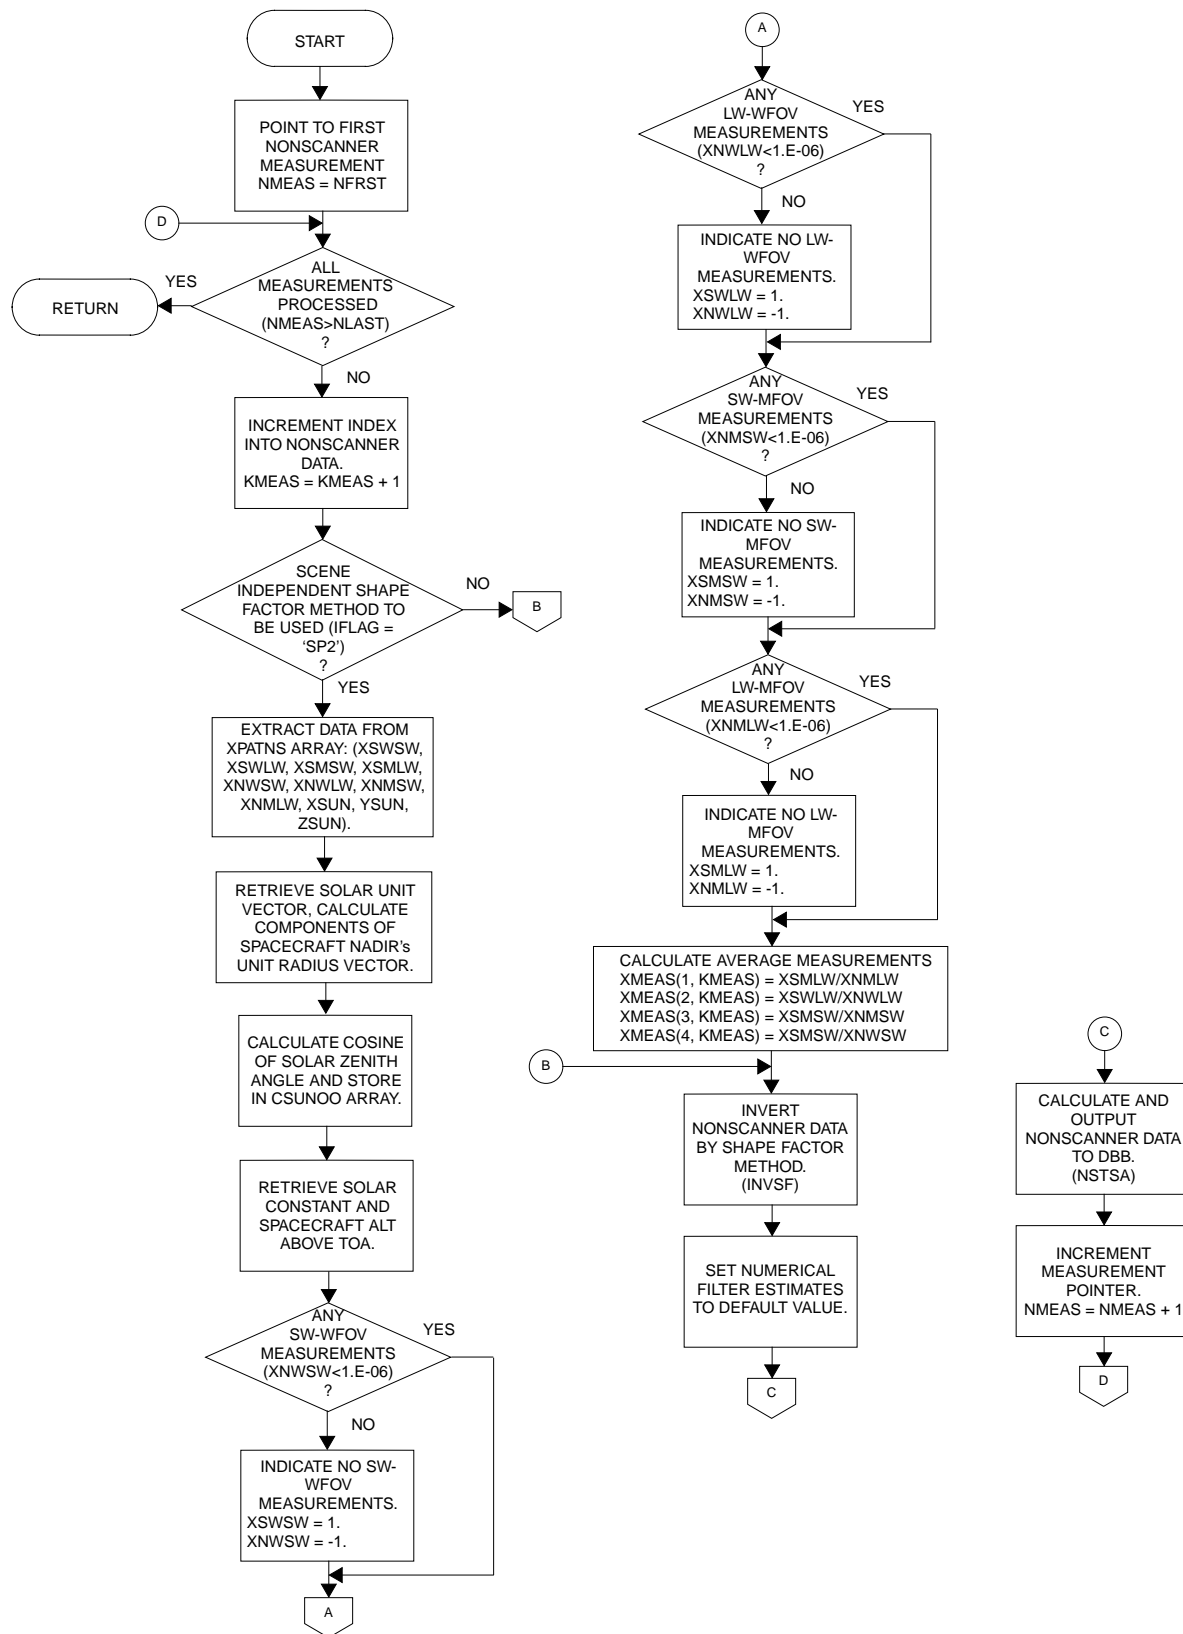 START
POINT TO FIRST
NONSCANNER
MEASUREMENT
NMEAS = NFRST
D
ALL
MEASUREMENTS
PROCESSED
(NMEAS>NLAST)
?
YES
RETURN
NO
INCREMENT INDEX
INTO NONSCANNER
DATA.
KMEAS = KMEAS + 1
SCENE
INDEPENDENT SHAPE
FACTOR METHOD TO
BE USED (IFLAG =
‘SP2’)
?
NO
B
YES
EXTRACT DATA FROM
XPATNS ARRAY: (XSWSW,
XSWLW, XSMSW, XSMLW,
XNWSW, XNWLW, XNMSW,
XNMLW, XSUN, YSUN,
ZSUN).
RETRIEVE SOLAR UNIT
VECTOR, CALCULATE
COMPONENTS OF
SPACECRAFT NADIR's
UNIT RADIUS VECTOR.
CALCULATE COSINE
OF SOLAR ZENITH
ANGLE AND STORE
IN CSUNOO ARRAY.
RETRIEVE SOLAR
CONSTANT AND
SPACECRAFT ALT
ABOVE TOA.
ANY
SW-WFOV
MEASUREMENTS
(XNWSW<1.E-06)
?
YES
NO
INDICATE NO SW-
WFOV
MEASUREMENTS.
XSWSW = 1.
XNWSW = -1.
A
A
ANY
LW-WFOV
MEASUREMENTS
(XNWLW<1.E-06)
?
YES
NO
INDICATE NO LW-
WFOV
MEASUREMENTS.
XSWLW = 1.
XNWLW = -1.
ANY
SW-MFOV
MEASUREMENTS
(XNMSW<1.E-06)
?
YES
NO
INDICATE NO SW-
MFOV
MEASUREMENTS.
XSMSW = 1.
XNMSW = -1.
ANY
LW-MFOV
MEASUREMENTS
(XNMLW<1.E-06)
?
YES
NO
INDICATE NO LW-
MFOV
MEASUREMENTS.
XSMLW = 1.
XNMLW = -1.
CALCULATE AVERAGE MEASUREMENTS
XMEAS(1, KMEAS) = XSMLW/XNMLW
XMEAS(2, KMEAS) = XSWLW/XNWLW
XMEAS(3, KMEAS) = XSMSW/XNMSW
XMEAS(4, KMEAS) = XSMSW/XNWSW
B
INVERT
NONSCANNER DATA
BY SHAPE FACTOR
METHOD.
(INVSF)
SET NUMERICAL
FILTER ESTIMATES
TO DEFAULT VALUE.
C
C
CALCULATE AND
OUTPUT
NONSCANNER DATA
TO DBB.
(NSTSA)
INCREMENT
MEASUREMENT
POINTER.
NMEAS = NMEAS + 1
D